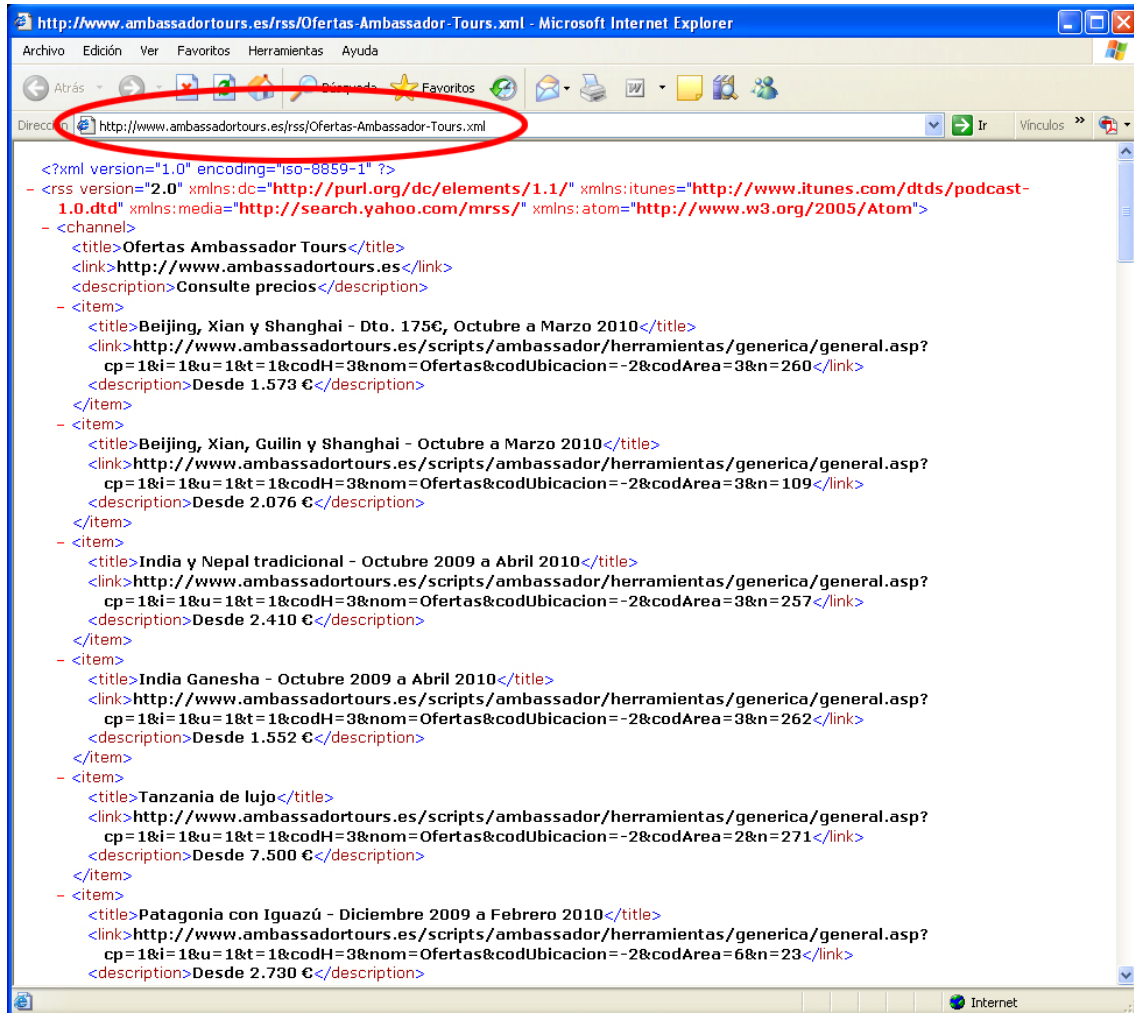 http://www.ambassadortours.es/rss/Ofertas-Ambassador-Tours.xml - Microsoft Internet Explorer
Archivo Edición Ver Favoritos Herramientas Ayuda
Atrás Búsqueda Favoritos
Dirección http://www.ambassadortours.es/rss/Ofertas-Ambassador-Tours.xml Ir Vínculos »
<?xml version="1.0" encoding="iso-8859-1" ?>
- <rss version="2.0" xmlns:dc="http://purl.org/dc/elements/1.1/" xmlns:itunes="http://www.itunes.com/dtds/podcast-
1.0.dtd" xmlns:media="http://search.yahoo.com/mrss/" xmlns:atom="http://www.w3.org/2005/Atom">
- <channel>
<title>Ofertas Ambassador Tours</title>
<link>http://www.ambassadortours.es</link>
<description>Consulte precios</description>
- <item>
<title>Beijing, Xian y Shanghai - Dto. 175€, Octubre a Marzo 2010</title>
<link>http://www.ambassadortours.es/scripts/ambassador/herramientas/generica/general.asp?
cp=1&i=1&u=1&t=1&codH=3&nom=Ofertas&codUbicacion=-2&codArea=3&n=260</link>
<description>Desde 1.573 €</description>
</item>
- <item>
<title>Beijing, Xian, Guilin y Shanghai - Octubre a Marzo 2010</title>
<link>http://www.ambassadortours.es/scripts/ambassador/herramientas/generica/general.asp?
cp=1&i=1&u=1&t=1&codH=3&nom=Ofertas&codUbicacion=-2&codArea=3&n=109</link>
<description>Desde 2.076 €</description>
</item>
- <item>
<title>India y Nepal tradicional - Octubre 2009 a Abril 2010</title>
<link>http://www.ambassadortours.es/scripts/ambassador/herramientas/generica/general.asp?
cp=1&i=1&u=1&t=1&codH=3&nom=Ofertas&codUbicacion=-2&codArea=3&n=257</link>
<description>Desde 2.410 €</description>
</item>
- <item>
<title>India Ganesha - Octubre 2009 a Abril 2010</title>
<link>http://www.ambassadortours.es/scripts/ambassador/herramientas/generica/general.asp?
cp=1&i=1&u=1&t=1&codH=3&nom=Ofertas&codUbicacion=-2&codArea=3&n=262</link>
<description>Desde 1.552 €</description>
</item>
- <item>
<title>Tanzania de lujo</title>
<link>http://www.ambassadortours.es/scripts/ambassador/herramientas/generica/general.asp?
cp=1&i=1&u=1&t=1&codH=3&nom=Ofertas&codUbicacion=-2&codArea=2&n=271</link>
<description>Desde 7.500 €</description>
</item>
- <item>
<title>Patagonia con Iguazú - Diciembre 2009 a Febrero 2010</title>
<link>http://www.ambassadortours.es/scripts/ambassador/herramientas/generica/general.asp?
cp=1&i=1&u=1&t=1&codH=3&nom=Ofertas&codUbicacion=-2&codArea=6&n=23</link>
<description>Desde 2.730 €</description>
Internet